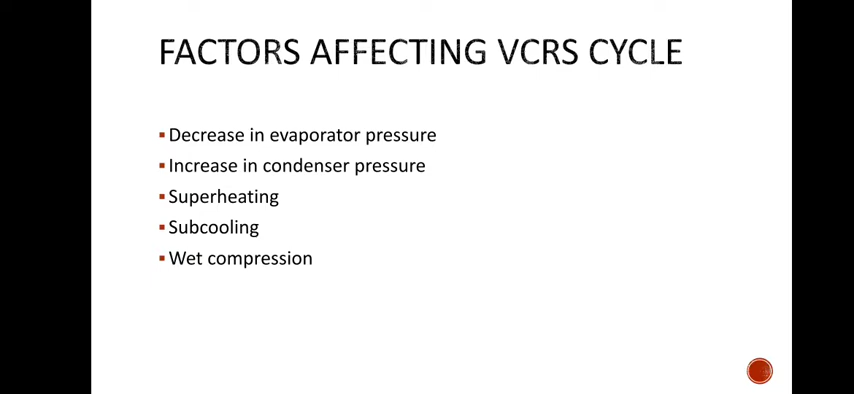 FACTORS AFFECTING VCRS CYCLE
▪ Decrease in evaporator pressure
▪ Increase in condenser pressure
▪ Superheating
▪ Subcooling
▪ Wet compression